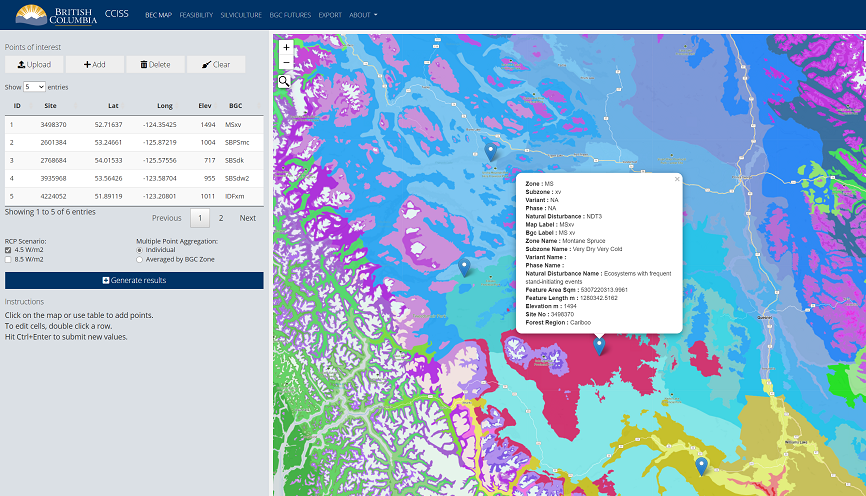 BRITISH
COLUMBIA
CCISS
BEC MAP
FEASIBILITY
SILVICULTURE
BGC FUTURES
EXPORT
ABOUT
Points of interest
Upload
Add
Delete
Clear
Show 5 entries
ID Site Lat Long Elev BGC
1 3498370 52.71637 -124.35425 1494 MSxv
2 2601384 53.24661 -125.87219 1004 SBPSmc
3 2768684 54.01533 -125.57556 717 SBSdk
4 3935968 53.56426 -123.58704 955 SBSdw2
5 4224052 51.89119 -123.20801 1011 IDFxm
Showing 1 to 5 of 6 entries
Previous 1 2 Next
RCP Scenario:
4.5 W/m2
8.5 W/m2
Multiple Point Aggregation:
Individual
Averaged by BGC Zone
Generate results
Instructions
Click on the map or use table to add points.
To edit cells, double click a row.
Hit Ctrl+Enter to submit new values.
+
−
×
Zone : MS
Subzone : xv
Variant : NA
Phase : NA
Natural Disturbance : NDT3
Map Label : MSxv
Bgc Label : MS xv
Zone Name : Montane Spruce
Subzone Name : Very Dry Very Cold
Variant Name :
Phase Name :
Natural Disturbance Name : Ecosystems with frequent
stand-initiating events
Feature Area Sqm : 5307220313.9961
Feature Length m : 1280342.5162
Elevation m : 1494
Site No : 3498370
Forest Region : Cariboo
Quesnel
Williams Lake